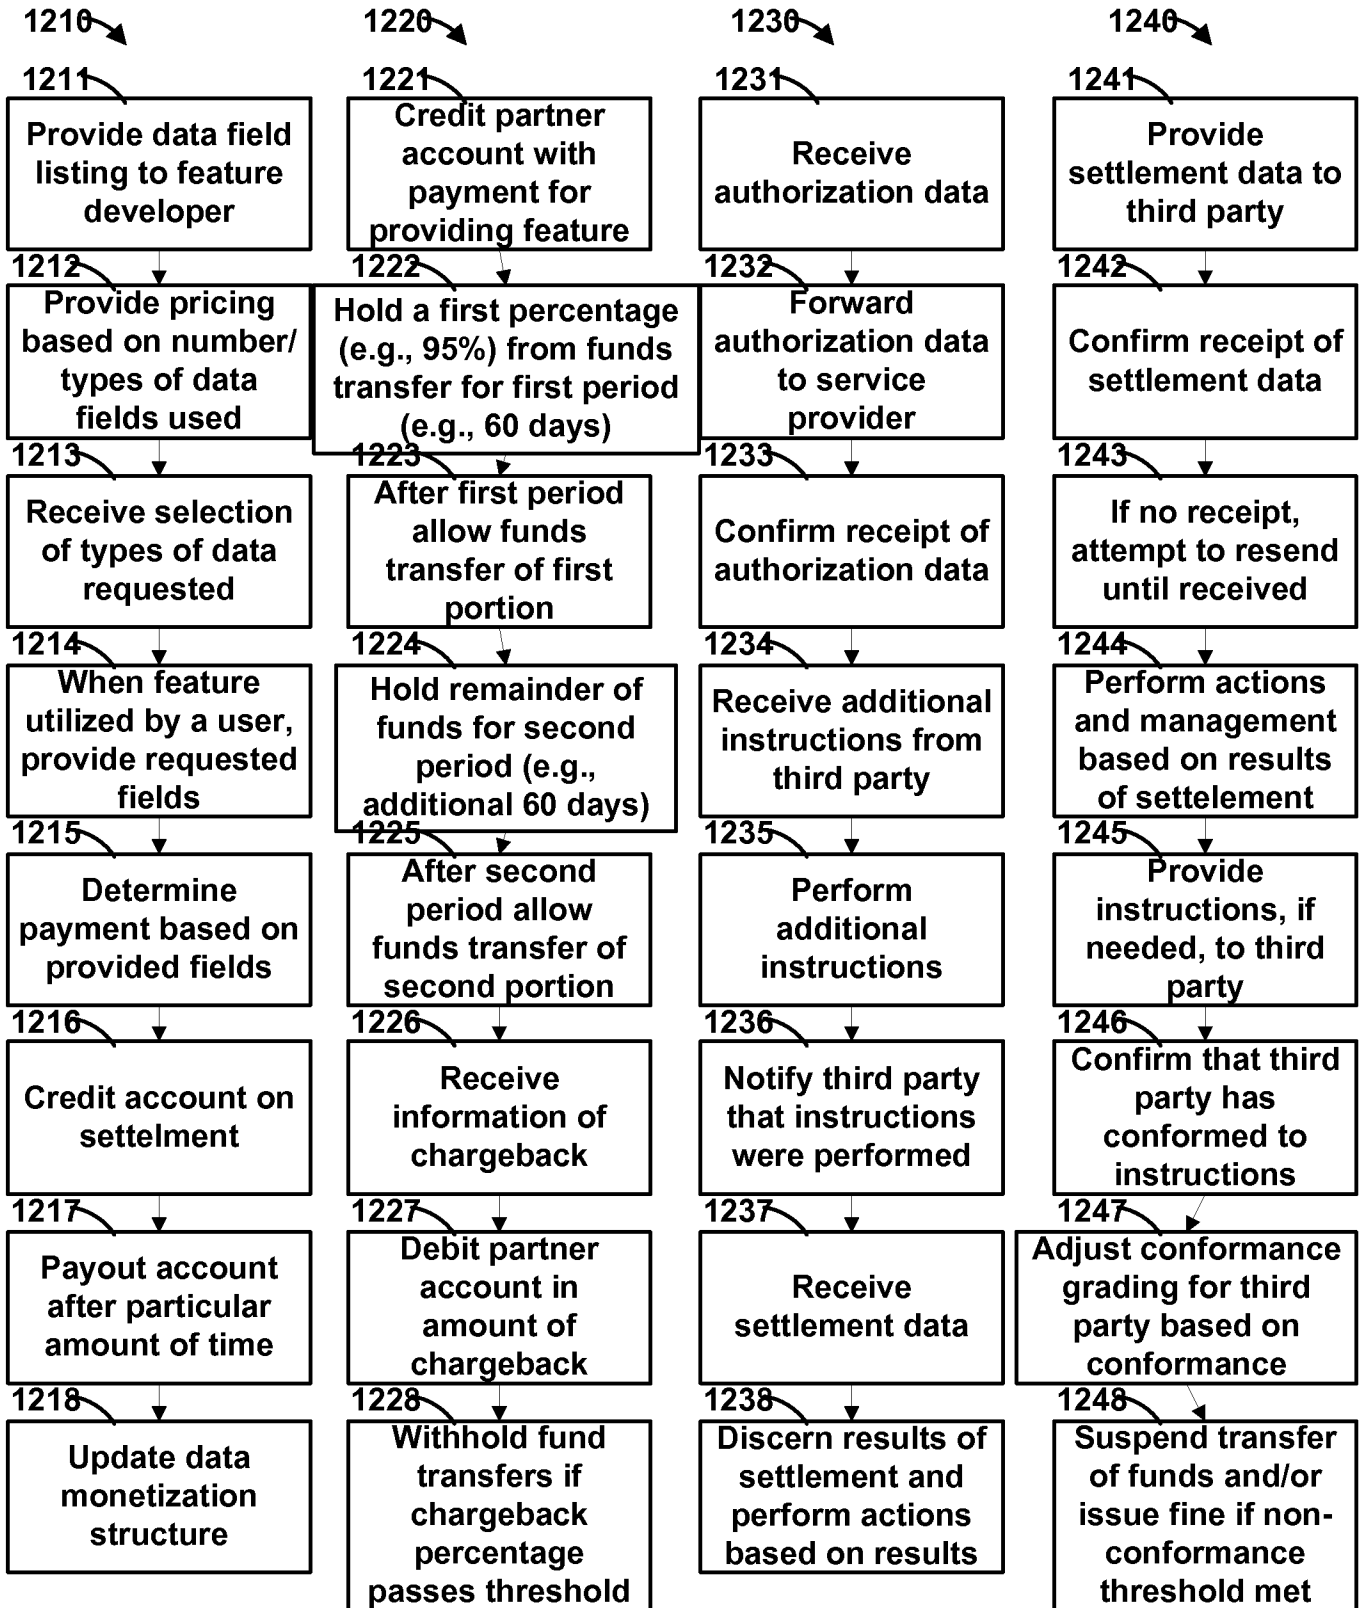 1210
1211
Provide data field
listing to feature
developer
1212
Provide pricing
based on number/
types of data
fields used
1213
Receive selection
of types of data
requested
1214
When feature
utilized by a user,
provide requested
fields
1215
Determine
payment based on
provided fields
1216
Credit account on
settelment
1217
Payout account
after particular
amount of time
1218
Update data
monetization
structure
1220
1221
Credit partner
account with
payment for
providing feature
1222
Hold a first percentage
(e.g., 95%) from funds
transfer for first period
(e.g., 60 days)
1223
After first period
allow funds
transfer of first
portion
1224
Hold remainder of
funds for second
period (e.g.,
additional 60 days)
1225
After second
period allow
funds transfer of
second portion
1226
Receive
information of
chargeback
1227
Debit partner
account in
amount of
chargeback
1228
Withhold fund
transfers if
chargeback
percentage
passes threshold
1230
1231
Receive
authorization data
1232
Forward
authorization data
to service
provider
1233
Confirm receipt of
authorization data
1234
Receive additional
instructions from
third party
1235
Perform
additional
instructions
1236
Notify third party
that instructions
were performed
1237
Receive
settlement data
1238
Discern results of
settlement and
perform actions
based on results
1240
1241
Provide
settlement data to
third party
1242
Confirm receipt of
settlement data
1243
If no receipt,
attempt to resend
until received
1244
Perform actions
and management
based on results
of settelement
1245
Provide
instructions, if
needed, to third
party
1246
Confirm that third
party has
conformed to
instructions
1247
Adjust conformance
grading for third
party based on
conformance
1248
Suspend transfer
of funds and/or
issue fine if non-
conformance
threshold met